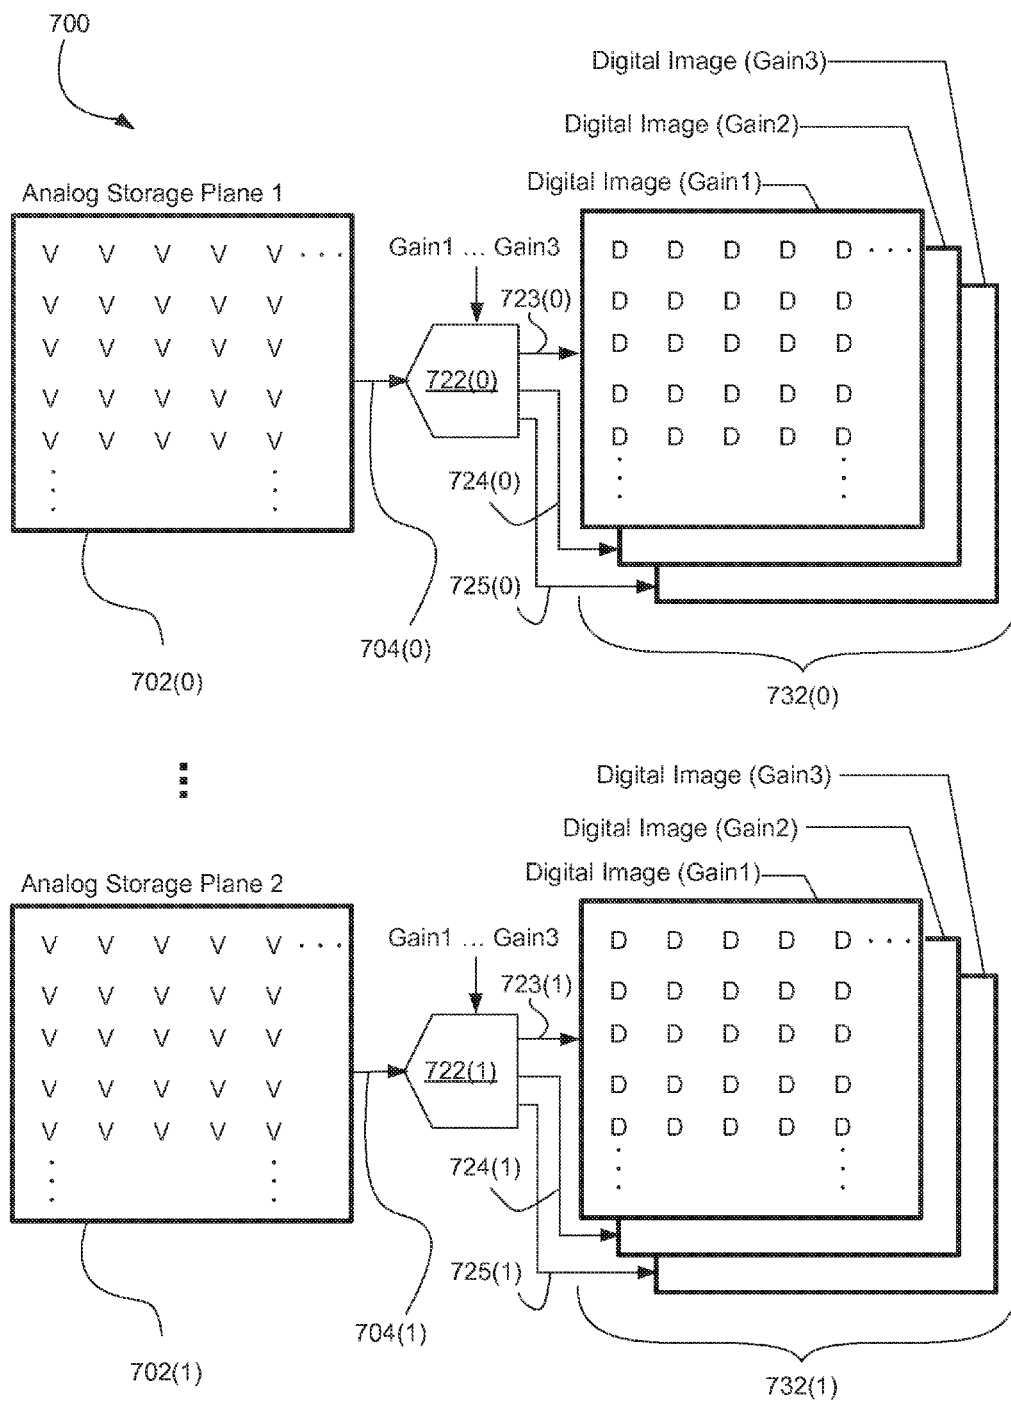 700
Digital Image (Gain3)
Digital Image (Gain2)
Digital Image (Gain1)
Analog Storage Plane 1
V V V V V . . .
V V V V V
V V V V V
V V V V V
V V V V V
Gain1 ... Gain3
723(0)
722(0)
724(0)
725(0)
D D D D D . . .
D D D D D
D D D D D
D D D D D
D D D D D
704(0)
702(0)
732(0)
Digital Image (Gain3)
Digital Image (Gain2)
Digital Image (Gain1)
Analog Storage Plane 2
V V V V V . . .
V V V V V
V V V V V
V V V V V
V V V V V
Gain1 ... Gain3
723(1)
722(1)
724(1)
725(1)
D D D D D . . .
D D D D D
D D D D D
D D D D D
D D D D D
704(1)
702(1)
732(1)